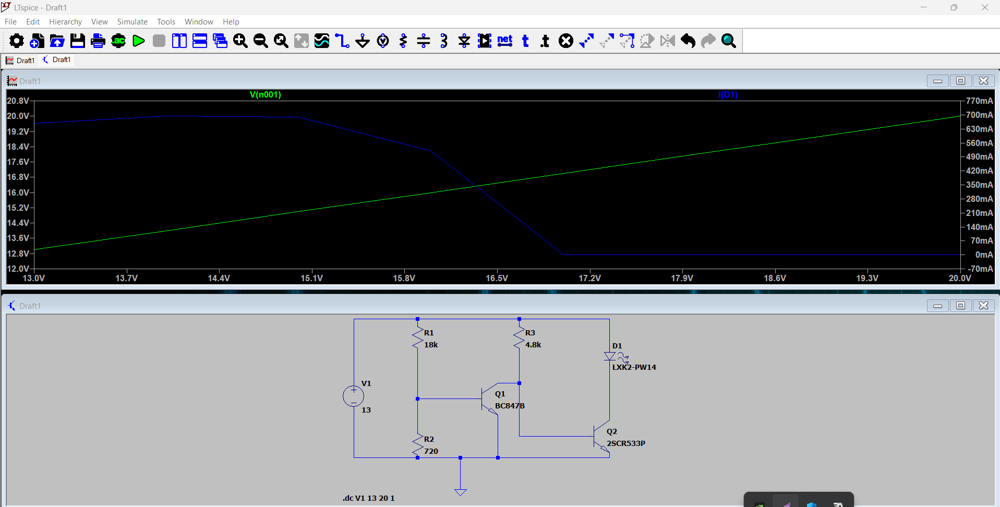 LTspice - Draft1
File Edit Hierarchy View Simulate Tools Window Help
.ac net t .t
Draft1 Draft1
Draft1
V(n001) I(D1)
20.8V 770mA
20.0V 700mA
19.2V 630mA
18.4V 560mA
17.6V 490mA
16.8V 420mA
16.0V 350mA
15.2V 280mA
14.4V 210mA
13.6V 140mA
12.8V 70mA
12.0V 0mA
-70mA
13.0V 13.7V 14.4V 15.1V 15.8V 16.5V 17.2V 17.9V 18.6V 19.3V 20.0V
Draft1
R1
18k
R3
4.8k
D1
LXK2-PW14
V1
13
Q1
BC847B
Q2
2SCR533P
R2
720
.dc V1 13 20 1